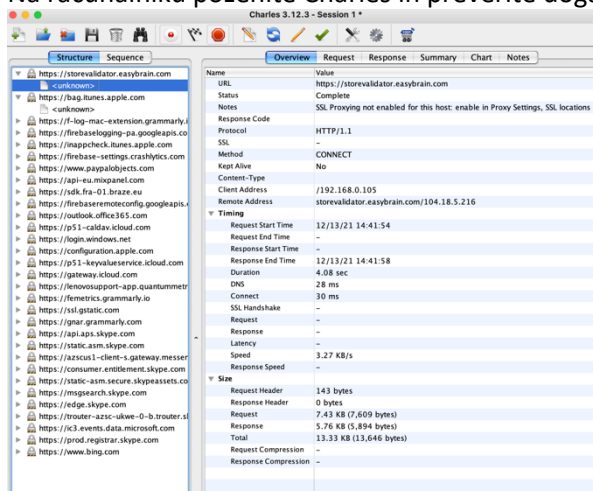 Na računalniku poženite Charles in preverite
Charles 3.12.3 - Session 1 *
Structure Sequence
Overview Request Response Summary Chart Notes
https://storevalidator.easybrain.com
<unknown>
https://bag.itunes.apple.com
<unknown>
https://f-log-mac-extension.grammarly.i
https://firebaselogging-pa.googleapis.co
https://inappcheck.itunes.apple.com
https://firebase-settings.crashlytics.com
https://www.paypalobjects.com
https://api-eu.mixpanel.com
https://sdk.fra-01.braze.eu
https://firebaseremoteconfig.googleapis.
https://outlook.office365.com
https://p51-caldav.icloud.com
https://login.windows.net
https://configuration.apple.com
https://p51-keyvalueservice.icloud.com
https://gateway.icloud.com
https://lenovosupport-app.quantummetr
https://femetrics.grammarly.io
https://ssl.gstatic.com
https://gnar.grammarly.com
https://api.aps.skype.com
https://static.asm.skype.com
https://azscus1-client-s.gateway.messer
https://consumer.entitlement.skype.com
https://static-asm.secure.skypeassets.co
https://msgsearch.skype.com
https://edge.skype.com
https://trouter-azsc-ukwe-0-b.trouter.sl
https://ic3.events.data.microsoft.com
https://prod.registrar.skype.com
https://www.bing.com
Name Value
URL https://storevalidator.easybrain.com
Status Complete
Notes SSL Proxying not enabled for this host: enable in Proxy Settings, SSL locations
Response Code
Protocol HTTP/1.1
SSL –
Method CONNECT
Kept Alive No
Content-Type
Client Address /192.168.0.105
Remote Address storevalidator.easybrain.com/104.18.5.216
Timing
Request Start Time 12/13/21 14:41:54
Request End Time –
Response Start Time –
Response End Time 12/13/21 14:41:58
Duration 4.08 sec
DNS 28 ms
Connect 30 ms
SSL Handshake –
Request –
Response –
Latency –
Speed 3.27 KB/s
Response Speed –
Size
Request Header 143 bytes
Response Header 0 bytes
Request 7.43 KB (7,609 bytes)
Response 5.76 KB (5,894 bytes)
Total 13.33 KB (13,646 bytes)
Request Compression –
Response Compression –